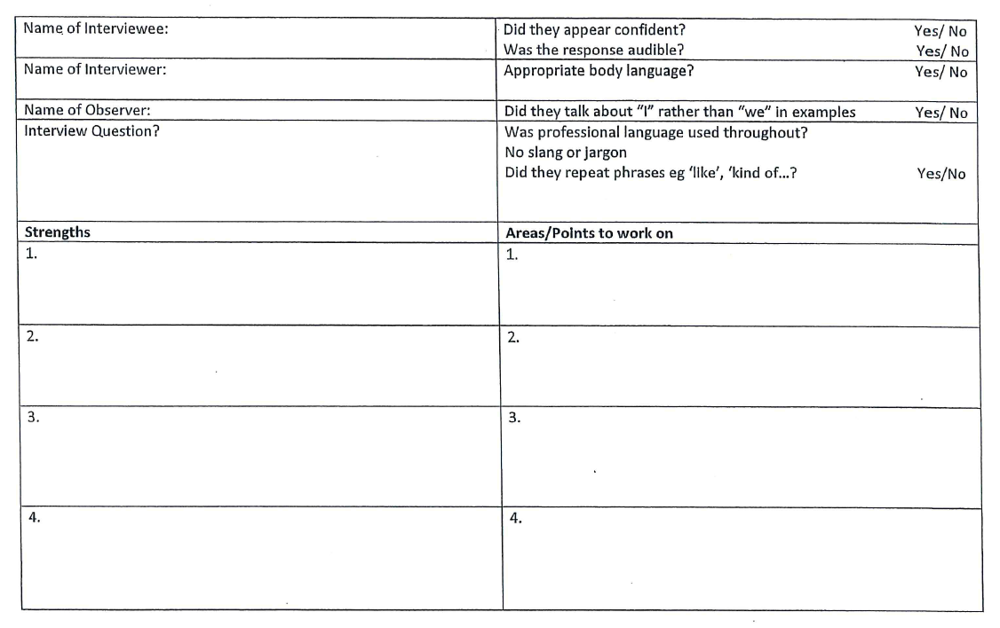 Name of Interviewee:
Did they appear confident? Yes/ No
Was the response audible? Yes/ No
Name of Interviewer:
Appropriate body language? Yes/ No
Name of Observer:
Did they talk about "I" rather than "we" in examples Yes/ No
Interview Question?
Was professional language used throughout?
No slang or jargon
Did they repeat phrases eg 'like', 'kind of...? Yes/No
Strengths
Areas/Points to work on
1.
1.
2.
2.
3.
3.
4.
4.